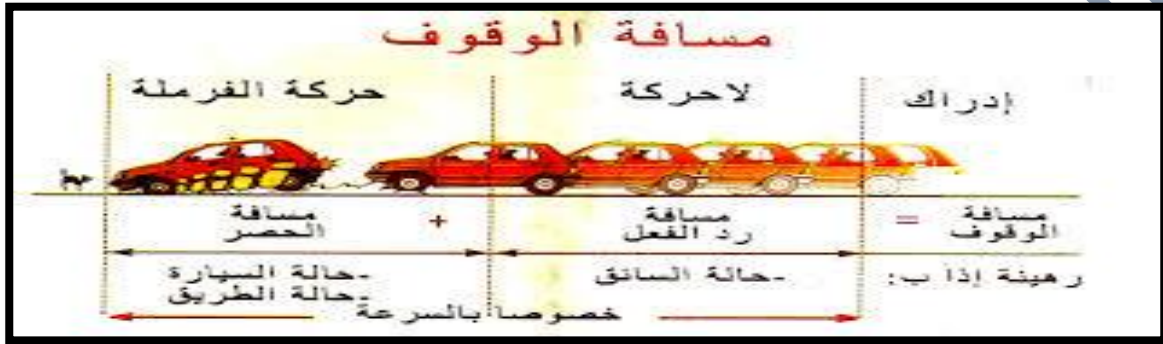 مسافة الوقوف
إدراك
لاحركة
حركة الفرملة
مسافة الوقوف
=
مسافة رد الفعل
+
مسافة الحصر
رهينة إذا ب:
-حالة السائق
-حالة السيارة
-حالة الطريق
خصوصا بالسرعة